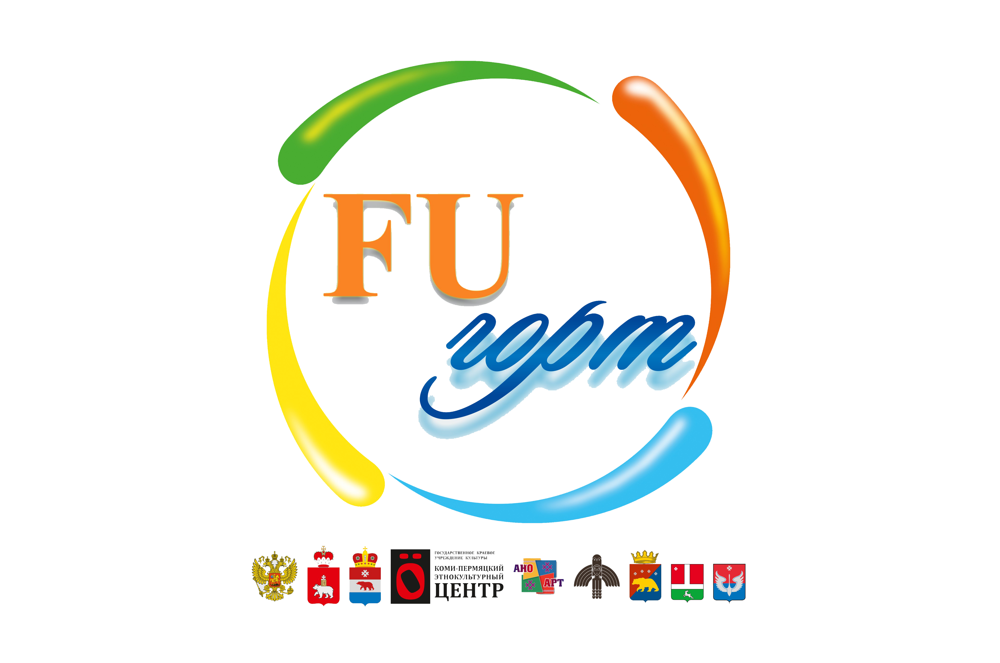 FU
горт
ГОСУДАРСТВЕННОЕ КРАЕВОЕ
УЧРЕЖДЕНИЕ КУЛЬТУРЫ
КОМИ-ПЕРМЯЦКИЙ
ЭТНОКУЛЬТУРНЫЙ
ЦЕНТР
АНО
АРТ